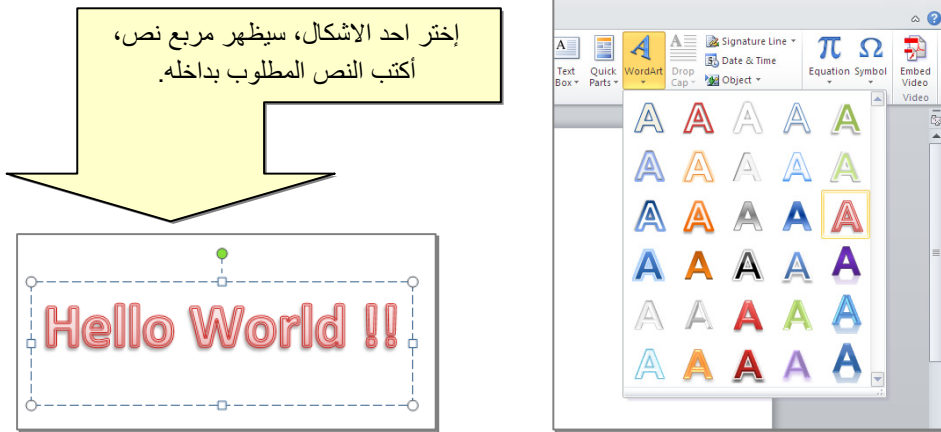 إختر احد الاشكال، سيظهر مربع نص،
أكتب النص المطلوب بداخله.
Hello World !!
Signature Line
Date & Time
Object
Text Box
Quick Parts
WordArt
Drop Cap
Equation
Symbol
Embed Video
Video